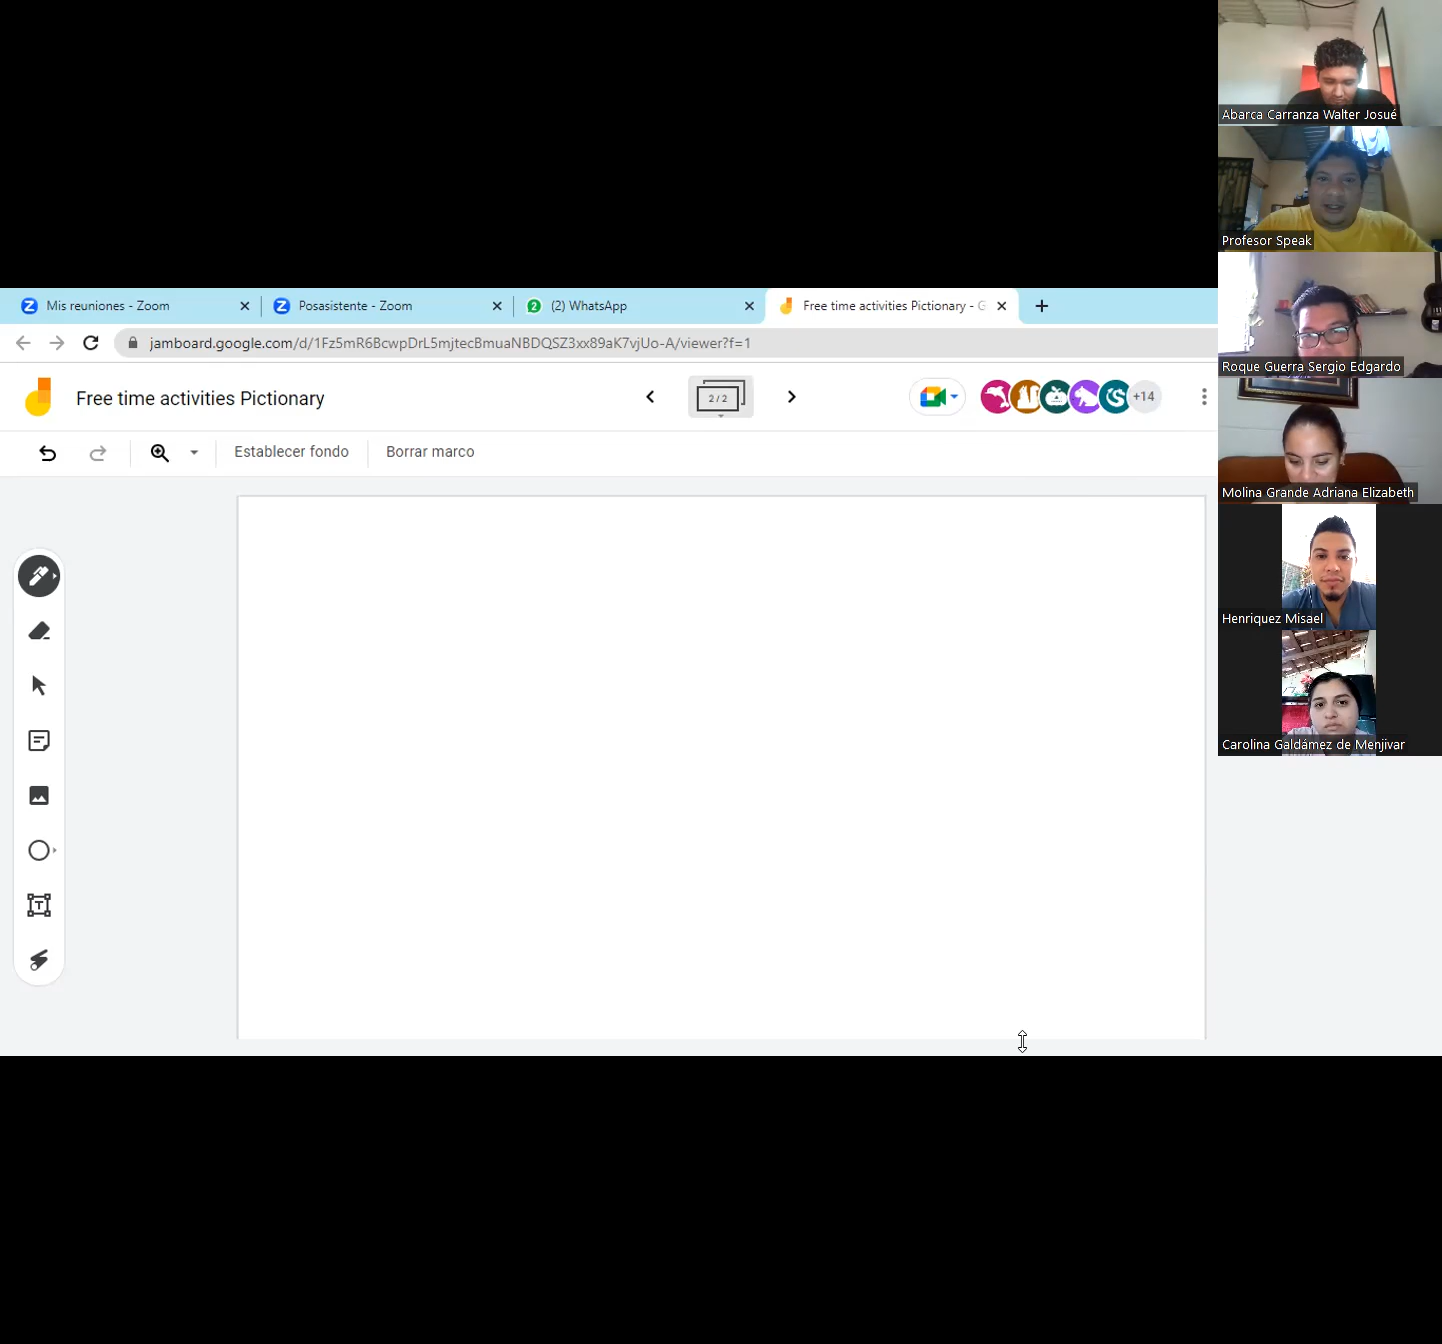 Abarca Carranza Walter Josué
Profesor Speak
Roque Guerra Sergio Edgardo
Molina Grande Adriana Elizabeth
Henriquez Misael
Carolina Galdámez de Menjivar
Mis reuniones - Zoom
Posasistente - Zoom
2 (2) WhatsApp
Free time activities Pictionary - G
jamboard.google.com/d/1Fz5mR6BcwpDrL5mjtecBmuaNBDQSZ3xx89aK7vjUo-A/viewer?f=1
Free time activities Pictionary
2 / 2
+14
Establecer fondo
Borrar marco